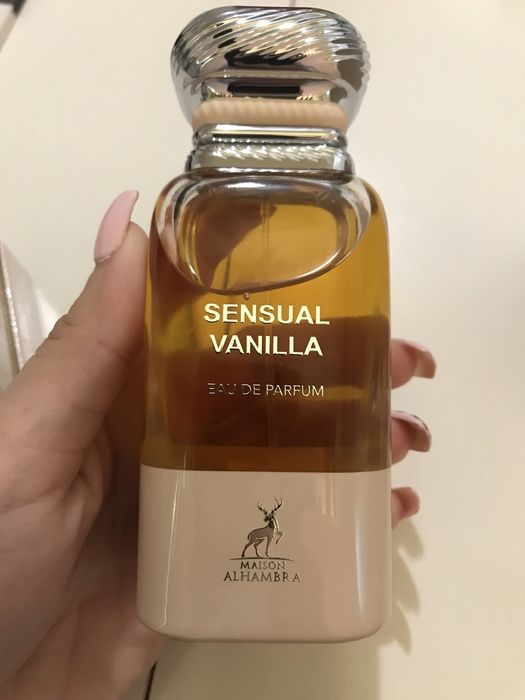 SENSUAL
VANILLA
EAU DE PARFUM
MAISON
ALHAMBRA